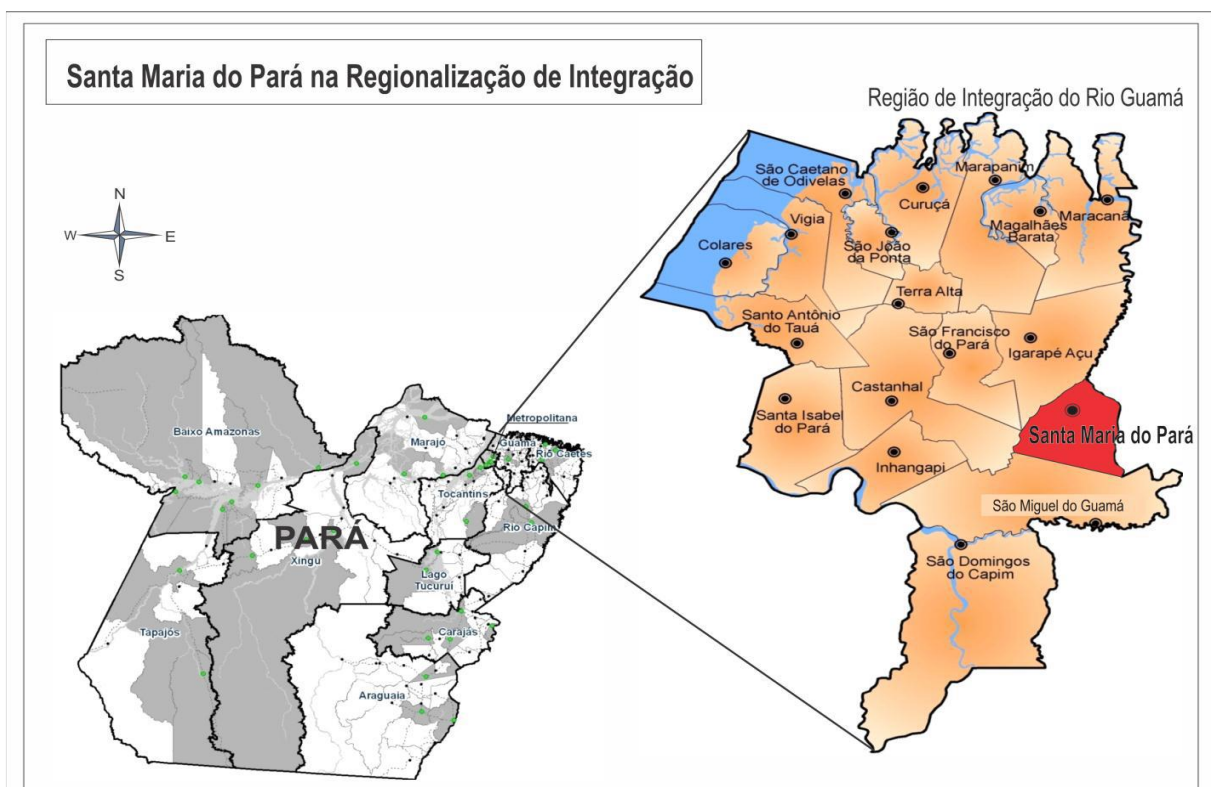 Santa Maria do Pará na Regionalização de Integração
Região de Integração do Rio Guamá
N
W
E
S
São Caetano
de Odivelas
Marapanim
Curuçá
Maracanã
Magalhães
Barata
Vigia
São João
da Ponta
Colares
Terra Alta
Santo Antônio
do Tauá
São Francisco
do Pará
Igarapé Açu
Castanhal
Santa Isabel
do Pará
Santa Maria do Pará
Inhangapi
São Miguel do Guamá
São Domingos
do Capim
Metropolitana
Baixo Amazonas
Marajó
Guamá
Rio Caetes
Tocantins
Rio Capim
PARÁ
Xingu
Lago
Tucuruí
Tapajós
Carajás
Araguaia